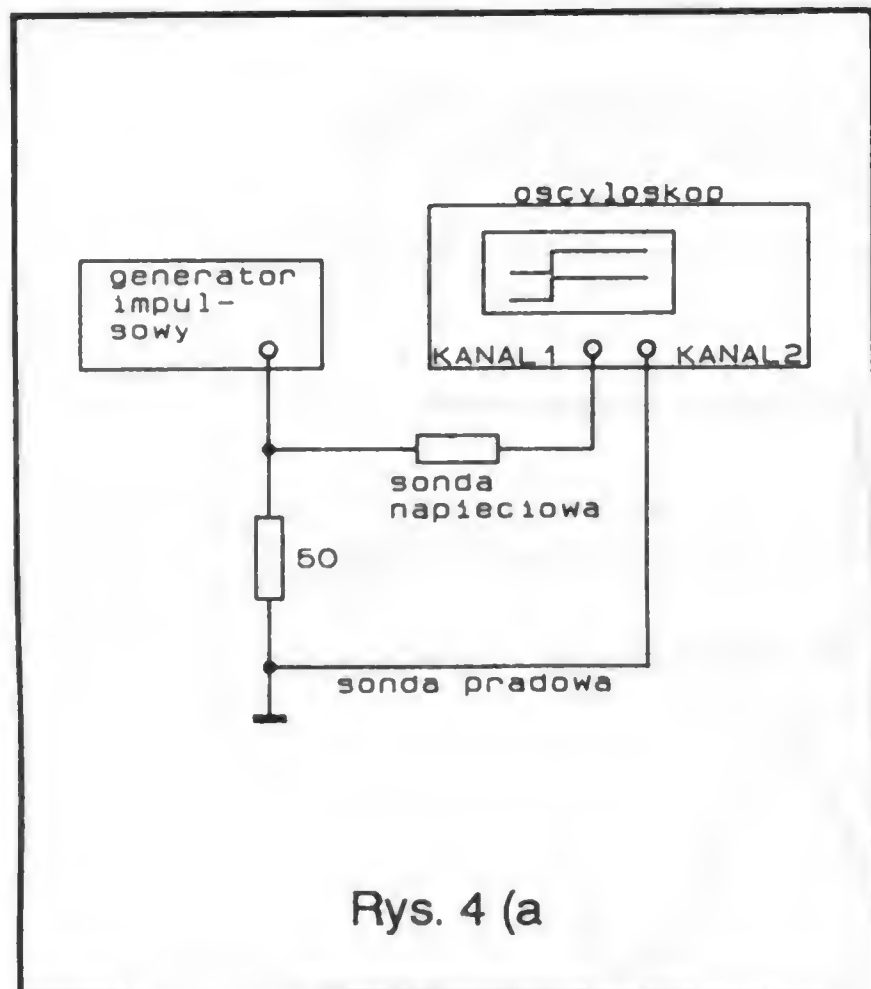 oscyloskop
generator
impul-
sowy
KANAL1
KANAL2
sonda
napieciowa
50
sonda pradowa
Rys. 4 (a